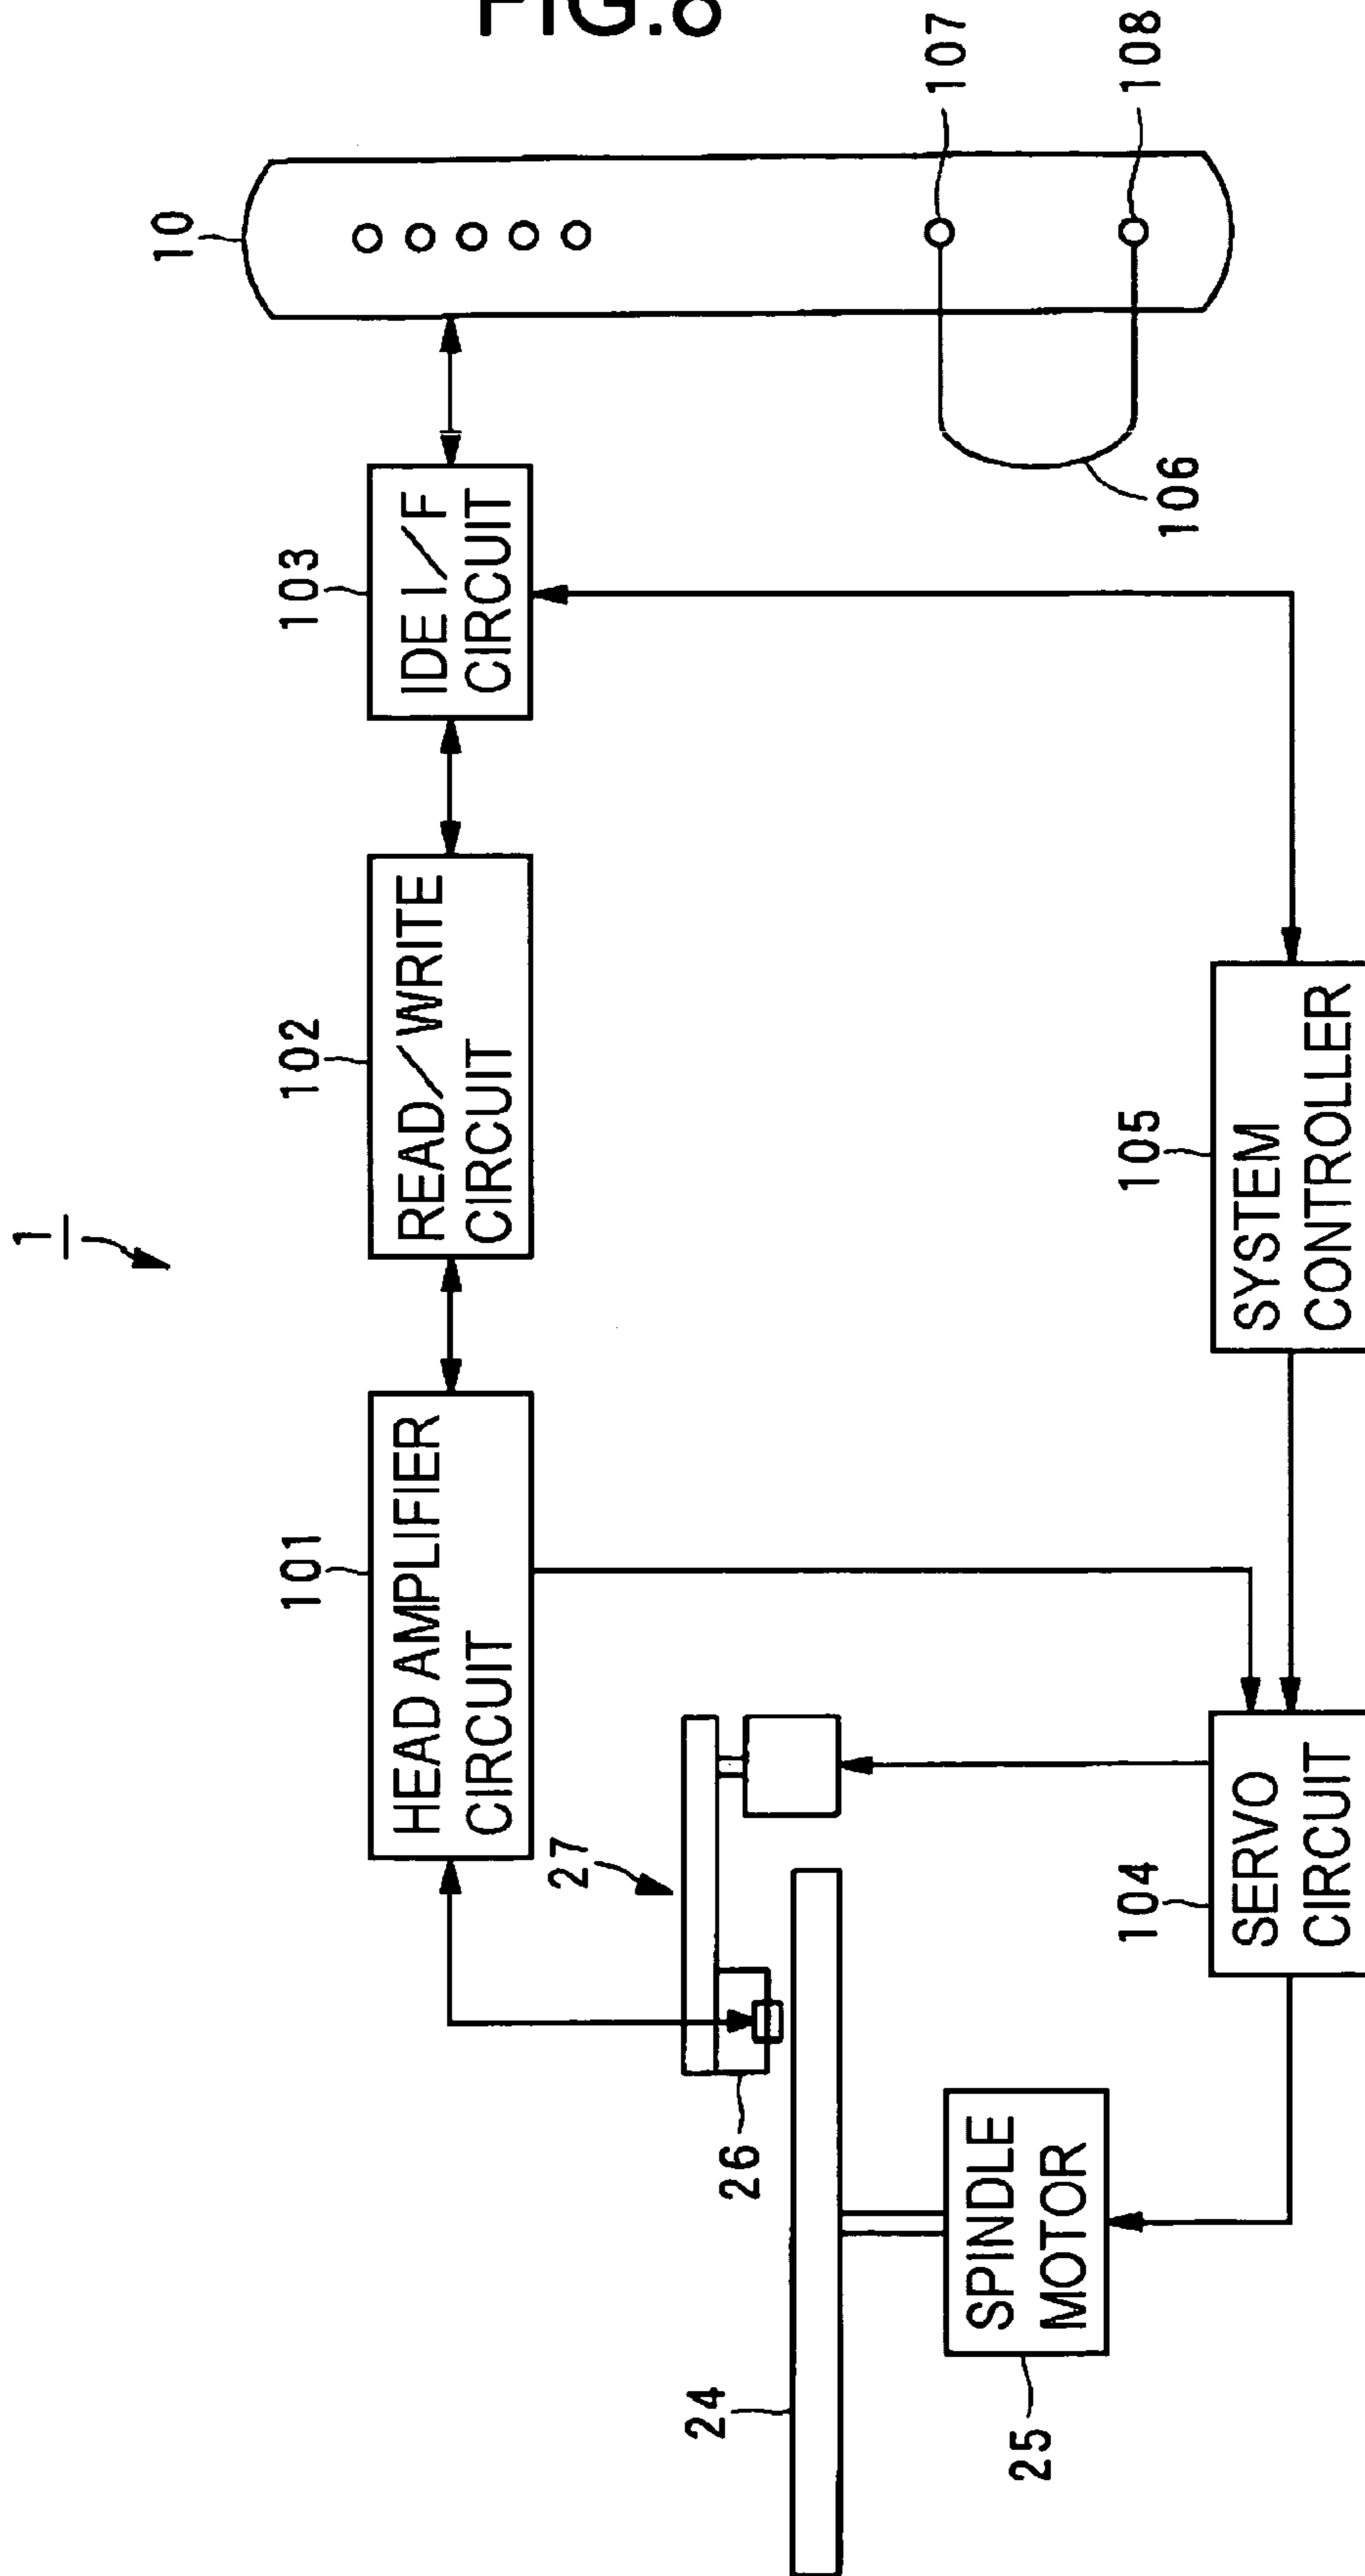 FIG.8
1
10
101
HEAD AMPLIFIER
CIRCUIT
102
READ/WRITE
CIRCUIT
103
IDE I/F
CIRCUIT
107
108
106
27
26
24
25
SPINDLE
MOTOR
104
SERVO
CIRCUIT
105
SYSTEM
CONTROLLER